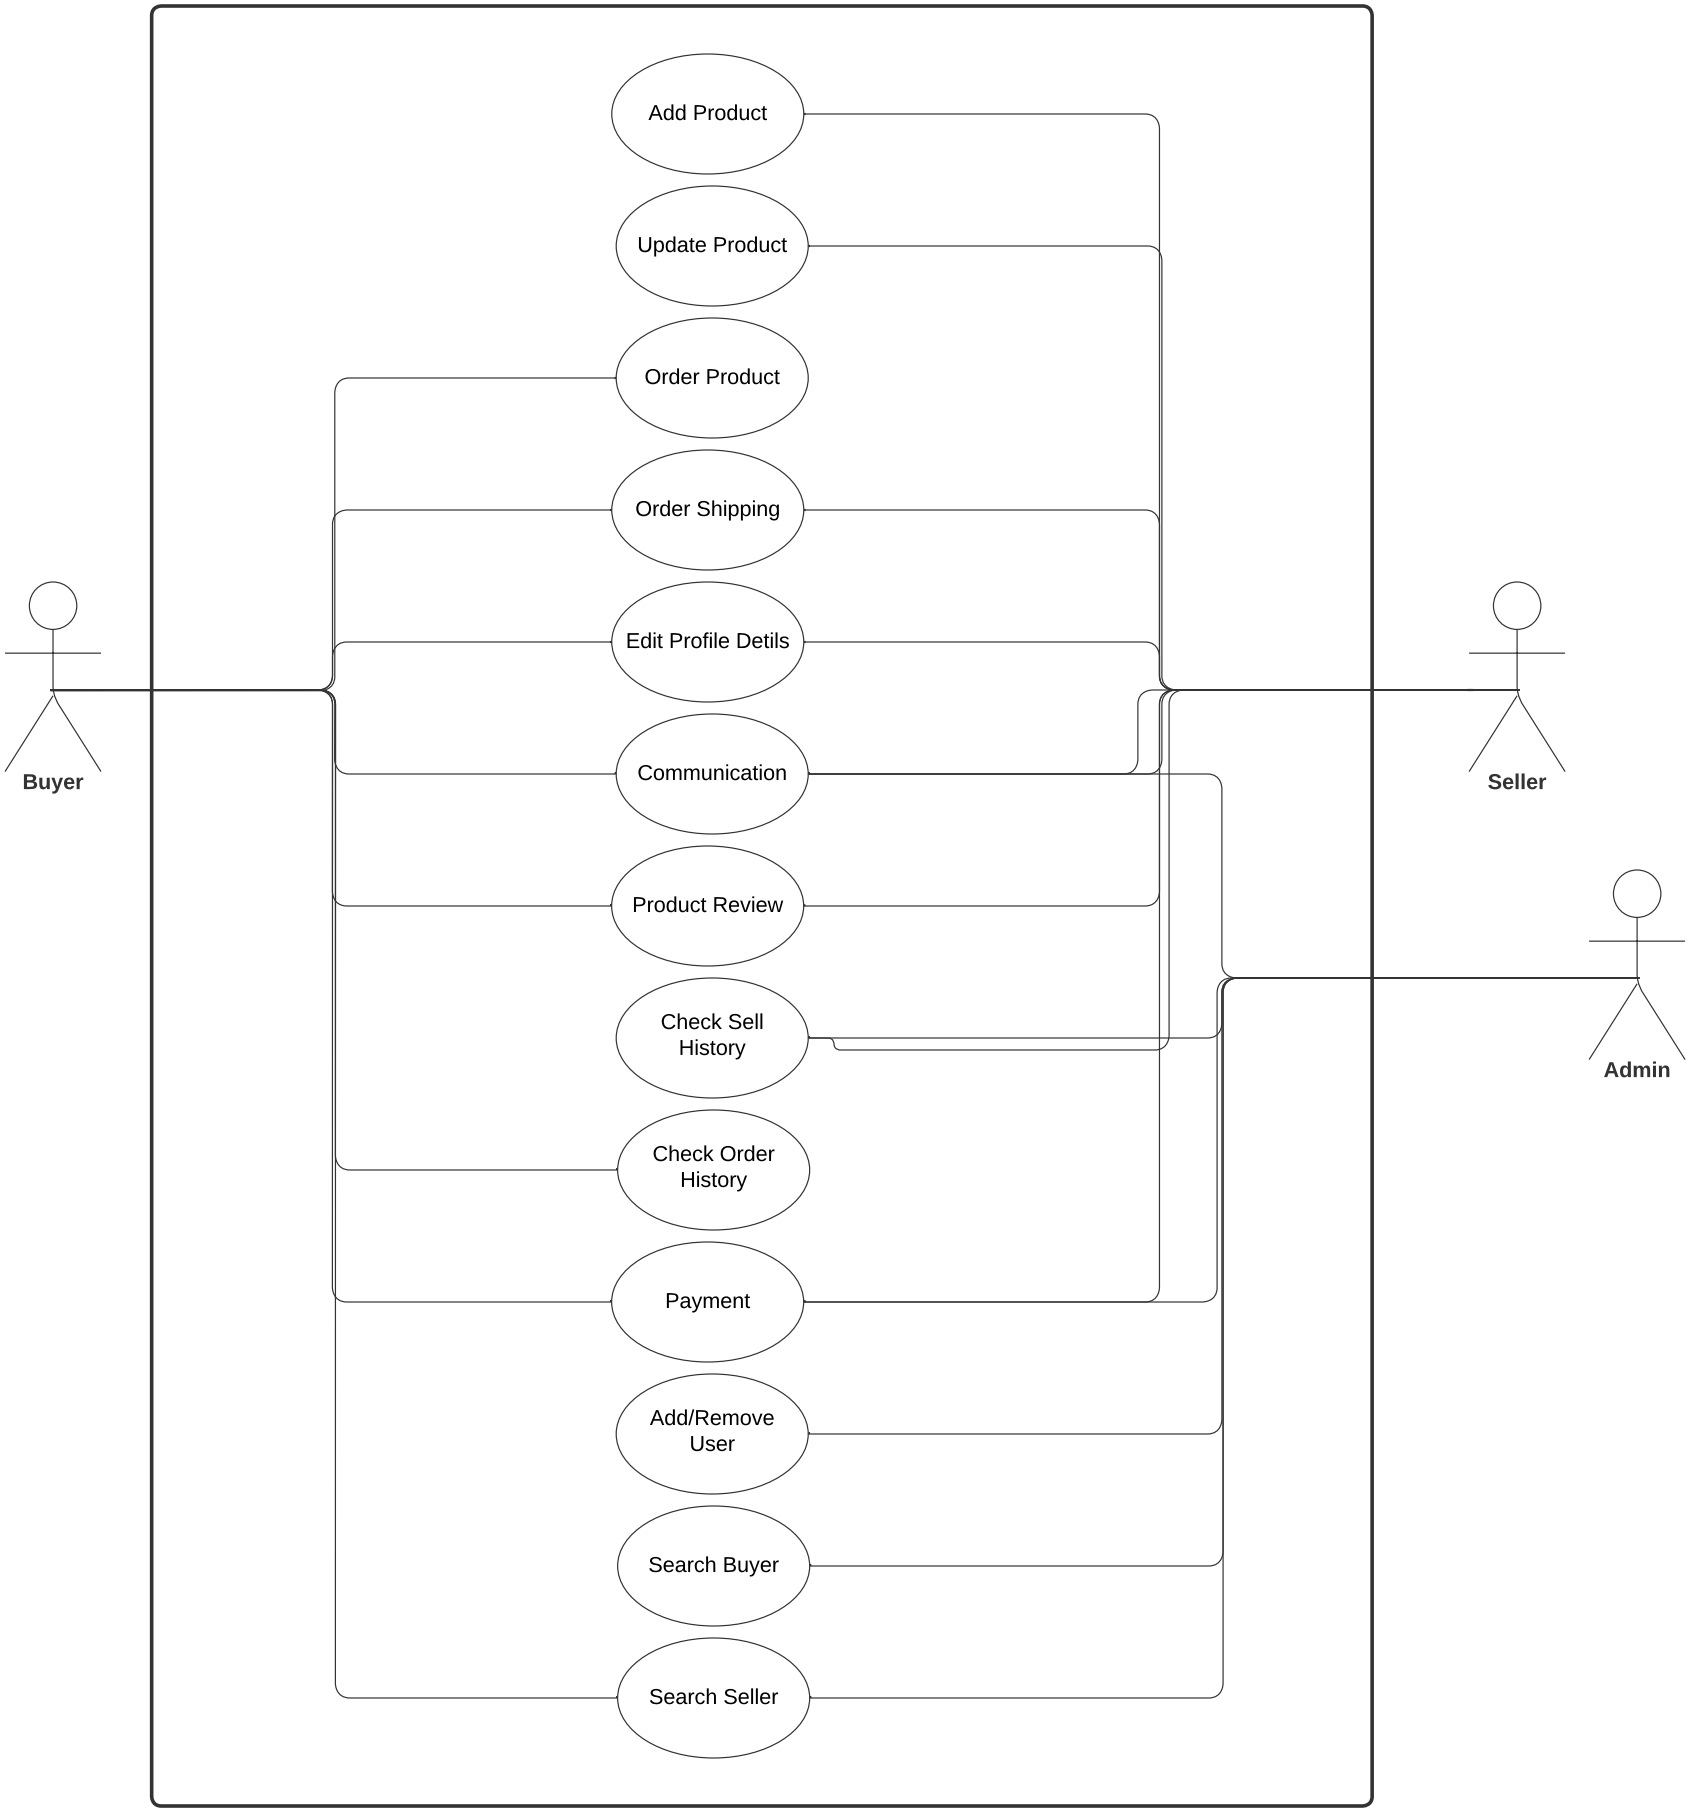 Add Product
Update Product
Order Product
Order Shipping
Edit Profile Detils
Buyer
Communication
Seller
Product Review
Check Sell
History
Admin
Check Order
History
Payment
Add/Remove
User
Search Buyer
Search Seller